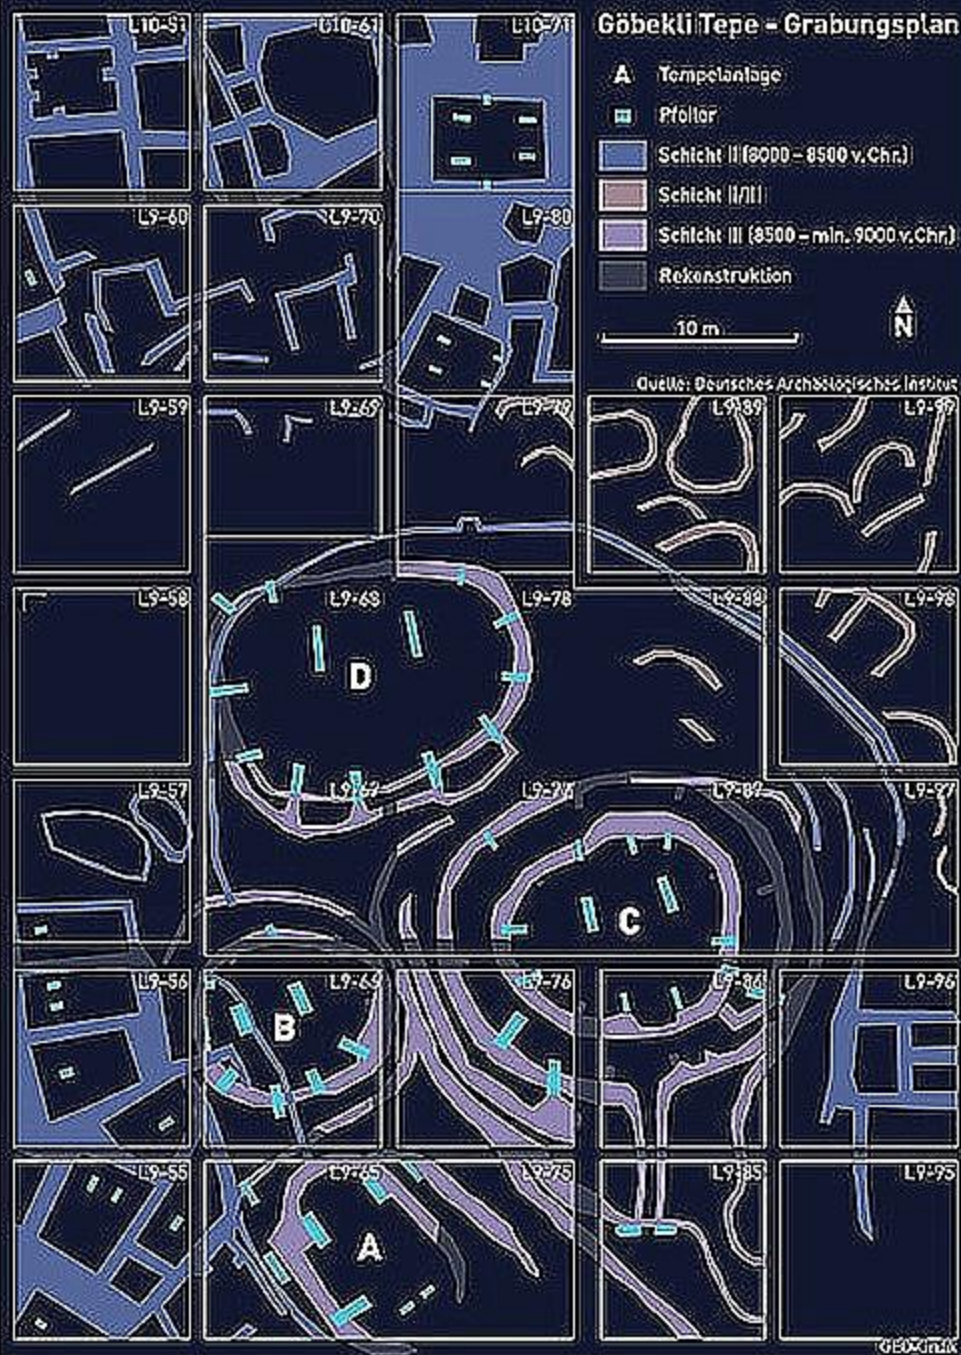 L10-51
L10-61
L10-71
Göbekli Tepe - Grabungsplan
A Tempelanlage
Pfeiler
Schicht II (8000 – 8500 v.Chr.)
Schicht II/III
Schicht III (8500 – min. 9000 v.Chr.)
Rekonstruktion
10 m
N
Quelle: Deutsches Archäologisches Institut
L9-60
L9-70
L9-80
L9-59
L9-69
L9-79
L9-89
L9-58
L9-68
L9-78
L9-88
L9-98
D
L9-57
L9-67
L9-77
L9-87
L9-97
C
L9-56
L9-66
L9-76
L9-86
L9-96
B
L9-55
L9-65
L9-75
L9-85
L9-95
A